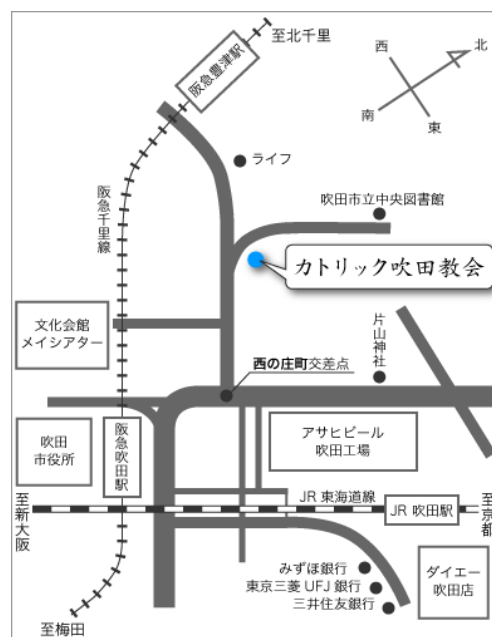 至北千里
阪急豊津駅
西
北
南
東
ライフ
吹田市立中央図書館
阪急千里線
カトリック吹田教会
文化会館
メイシアター
片山神社
西の庄町交差点
アサヒビール
吹田工場
吹田
市役所
阪急吹田駅
至新大阪
JR 東海道線
JR 吹田駅
至京都
みずほ銀行
東京三菱 UFJ 銀行
三井住友銀行
ダイエー
吹田店
至梅田